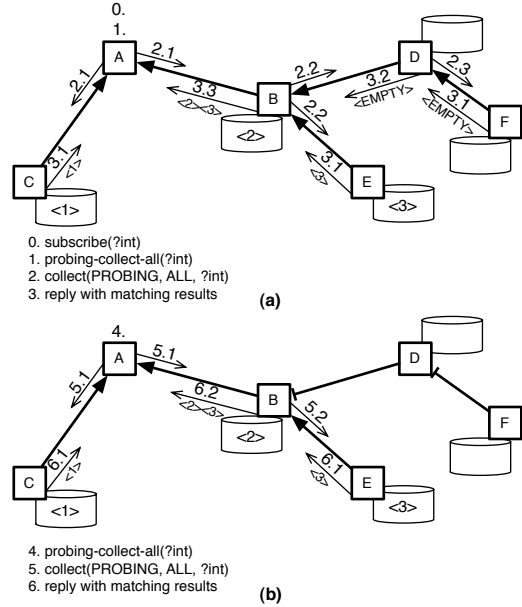 0.
1.
A
2.1
2.1
3.3
<2><3>
B
2.2
2.2
D
3.2
<EMPTY>
2.3
3.1
<EMPTY>
F
3.1
<1>
C
<1>
<2>
3.1
<3>
E
<3>
0. subscribe(?int)
1. probing-collect-all(?int)
2. collect(PROBING, ALL, ?int)
3. reply with matching results
(a)
4.
A
5.1
5.1
6.2
<2><3>
B
5.2
D
F
6.1
<1>
C
<1>
<2>
6.1
<3>
E
<3>
4. probing-collect-all(?int)
5. collect(PROBING, ALL, ?int)
6. reply with matching results
(b)